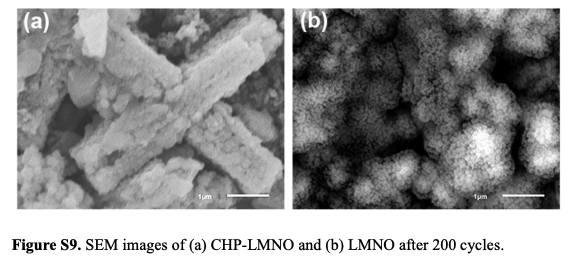 (a)
(b)
1μm
1μm
Figure S9. SEM images of (a) CHP-LMNO and (b) LMNO after 200 cycles.